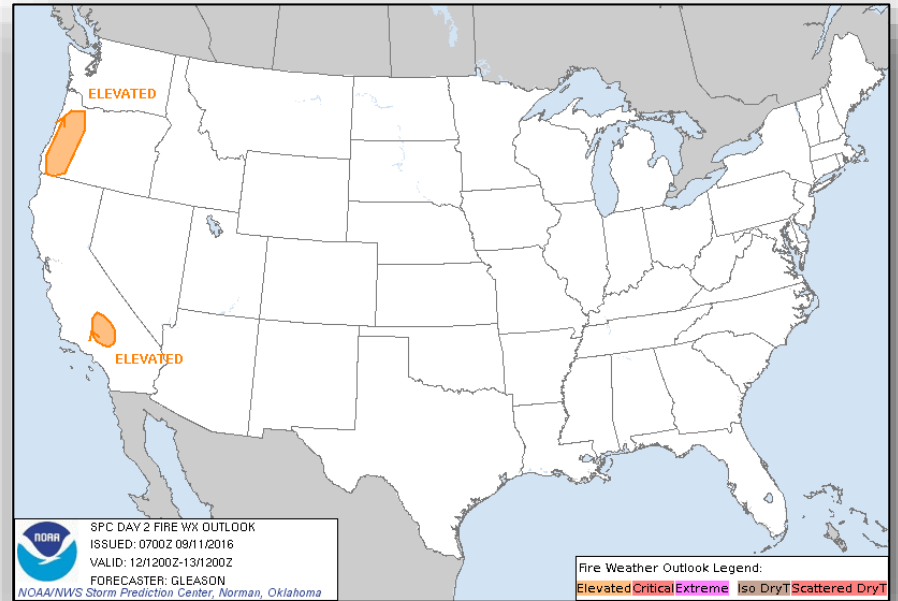 ELEVATED
ELEVATED
NOAA
SPC DAY 2 FIRE WX OUTLOOK
ISSUED: 0700Z 09/11/2016
VALID: 12/1200Z-13/1200Z
FORECASTER: GLEASON
NOAA/NWS Storm Prediction Center, Norman, Oklahoma
Fire Weather Outlook Legend:
Elevated Critical Extreme Iso DryT Scattered DryT